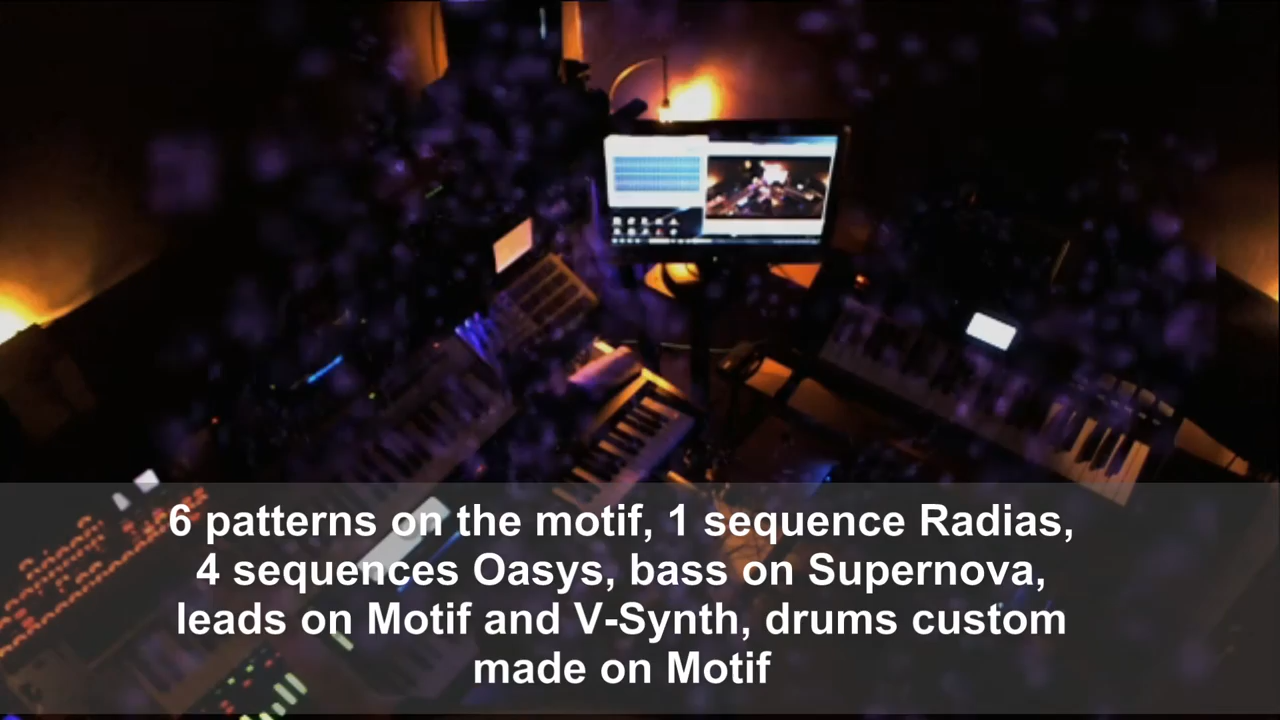 6 patterns on the motif, 1 sequence Radias,
4 sequences Oasys, bass on Supernova,
leads on Motif and V-Synth, drums custom
made on Motif